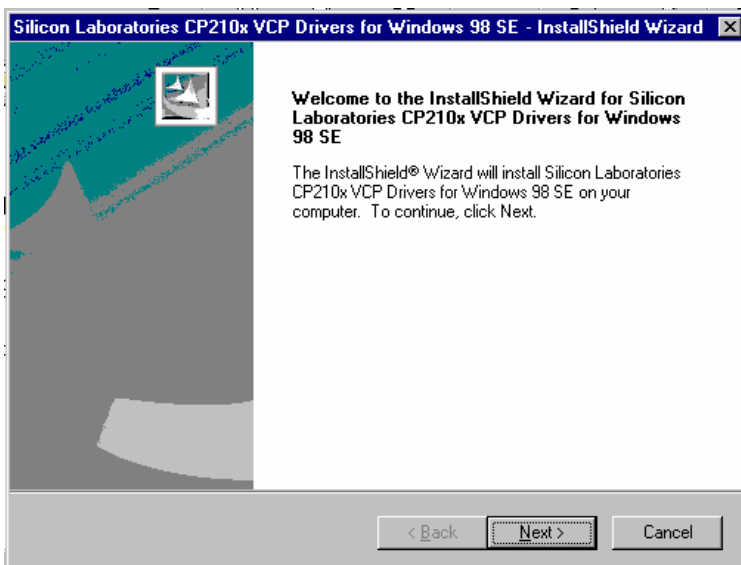 Silicon Laboratories CP210x VCP Drivers for Windows 98 SE - InstallShield Wizard
Welcome to the InstallShield Wizard for Silicon
Laboratories CP210x VCP Drivers for Windows
98 SE
The InstallShield® Wizard will install Silicon Laboratories
CP210x VCP Drivers for Windows 98 SE on your
computer. To continue, click Next.
< Back
Next >
Cancel